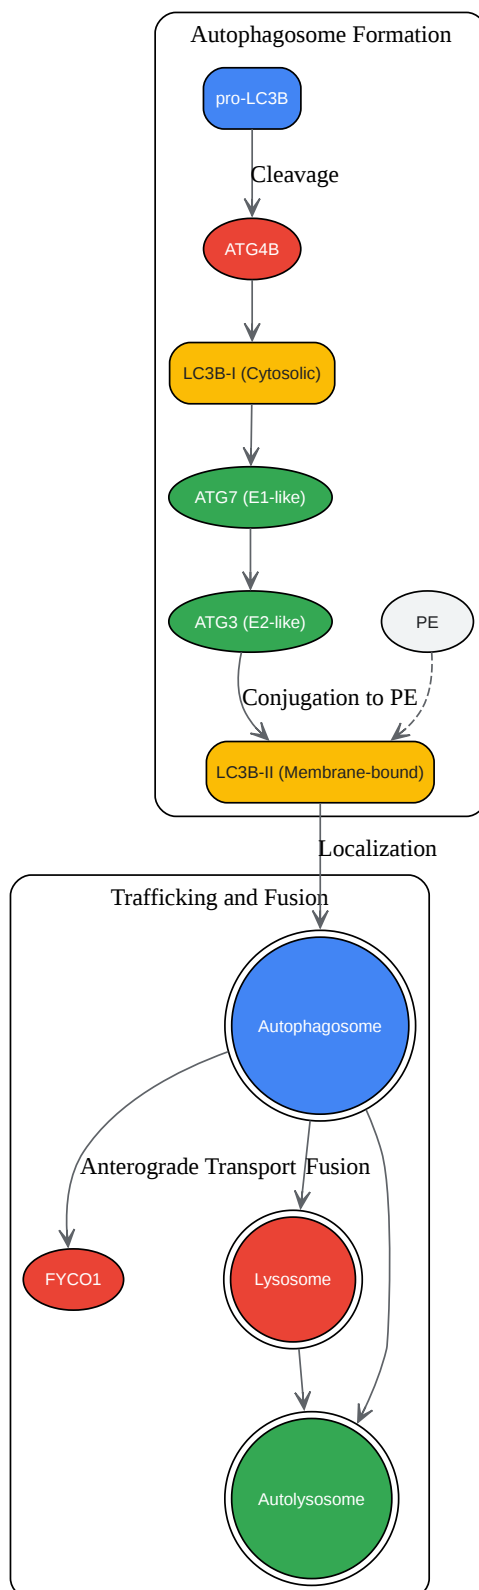 Autophagosome Formation
pro-LC3B
Cleavage
ATG4B
LC3B-I (Cytosolic)
ATG7 (E1-like)
ATG3 (E2-like)
PE
Conjugation to PE
LC3B-II (Membrane-bound)
Localization
Trafficking and Fusion
Autophagosome
Anterograde Transport
Fusion
FYCO1
Lysosome
Autolysosome